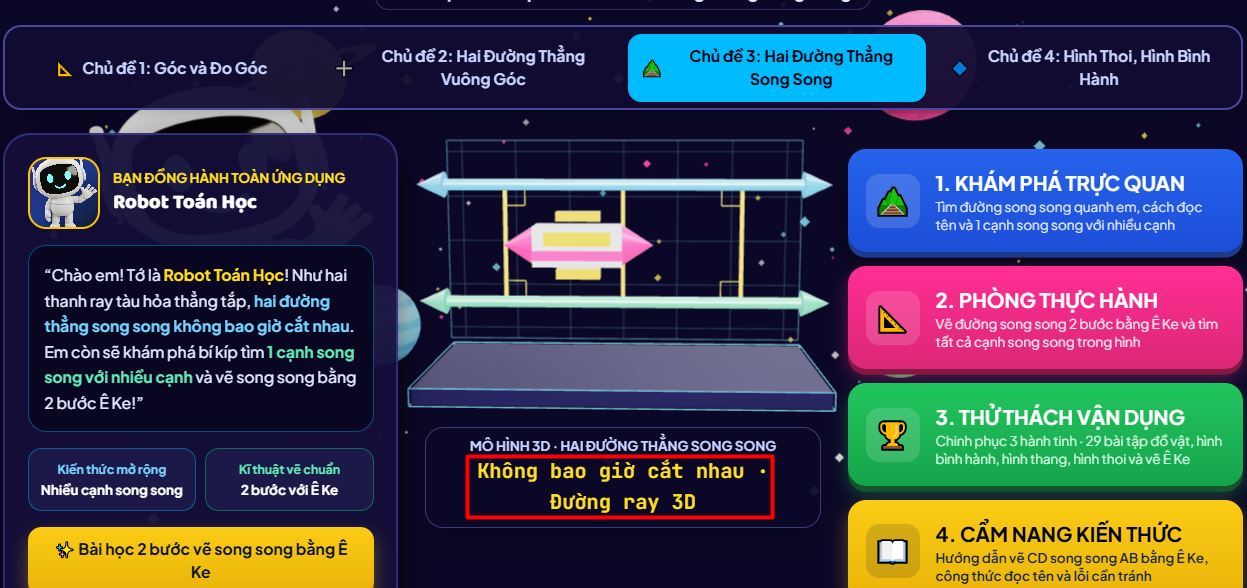 Chủ đề 1: Góc và Đo Góc
Chủ đề 2: Hai Đường Thẳng
Vuông Góc
Chủ đề 3: Hai Đường Thẳng
Song Song
Chủ đề 4: Hình Thoi, Hình Bình
Hành
BẠN ĐỒNG HÀNH TOÁN ỨNG DỤNG
Robot Toán Học
“Chào em! Tớ là Robot Toán Học! Như hai
thanh ray tàu hỏa thẳng tắp, hai đường
thẳng song song không bao giờ cắt nhau.
Em còn sẽ khám phá bí kíp tìm 1 cạnh song
song với nhiều cạnh và vẽ song song bằng
2 bước Ê Ke!”
Kiến thức mở rộng
Nhiều cạnh song song
Kĩ thuật vẽ chuẩn
2 bước với Ê Ke
Bài học 2 bước vẽ song song bằng Ê
Ke
MÔ HÌNH 3D · HAI ĐƯỜNG THẲNG SONG SONG
Không bao giờ cắt nhau ·
Đường ray 3D
1. KHÁM PHÁ TRỰC QUAN
Tìm đường song song quanh em, cách đọc
tên và 1 cạnh song song với nhiều cạnh
2. PHÒNG THỰC HÀNH
Vẽ đường song song 2 bước bằng Ê Ke và tìm
tất cả cạnh song song trong hình
3. THỬ THÁCH VẬN DỤNG
Chinh phục 3 hành tinh · 29 bài tập đồ vật, hình
bình hành, hình thang, hình thoi và vẽ Ê Ke
4. CẨM NANG KIẾN THỨC
Hướng dẫn vẽ CD song song AB bằng Ê Ke,
công thức đọc tên và lỗi cần tránh